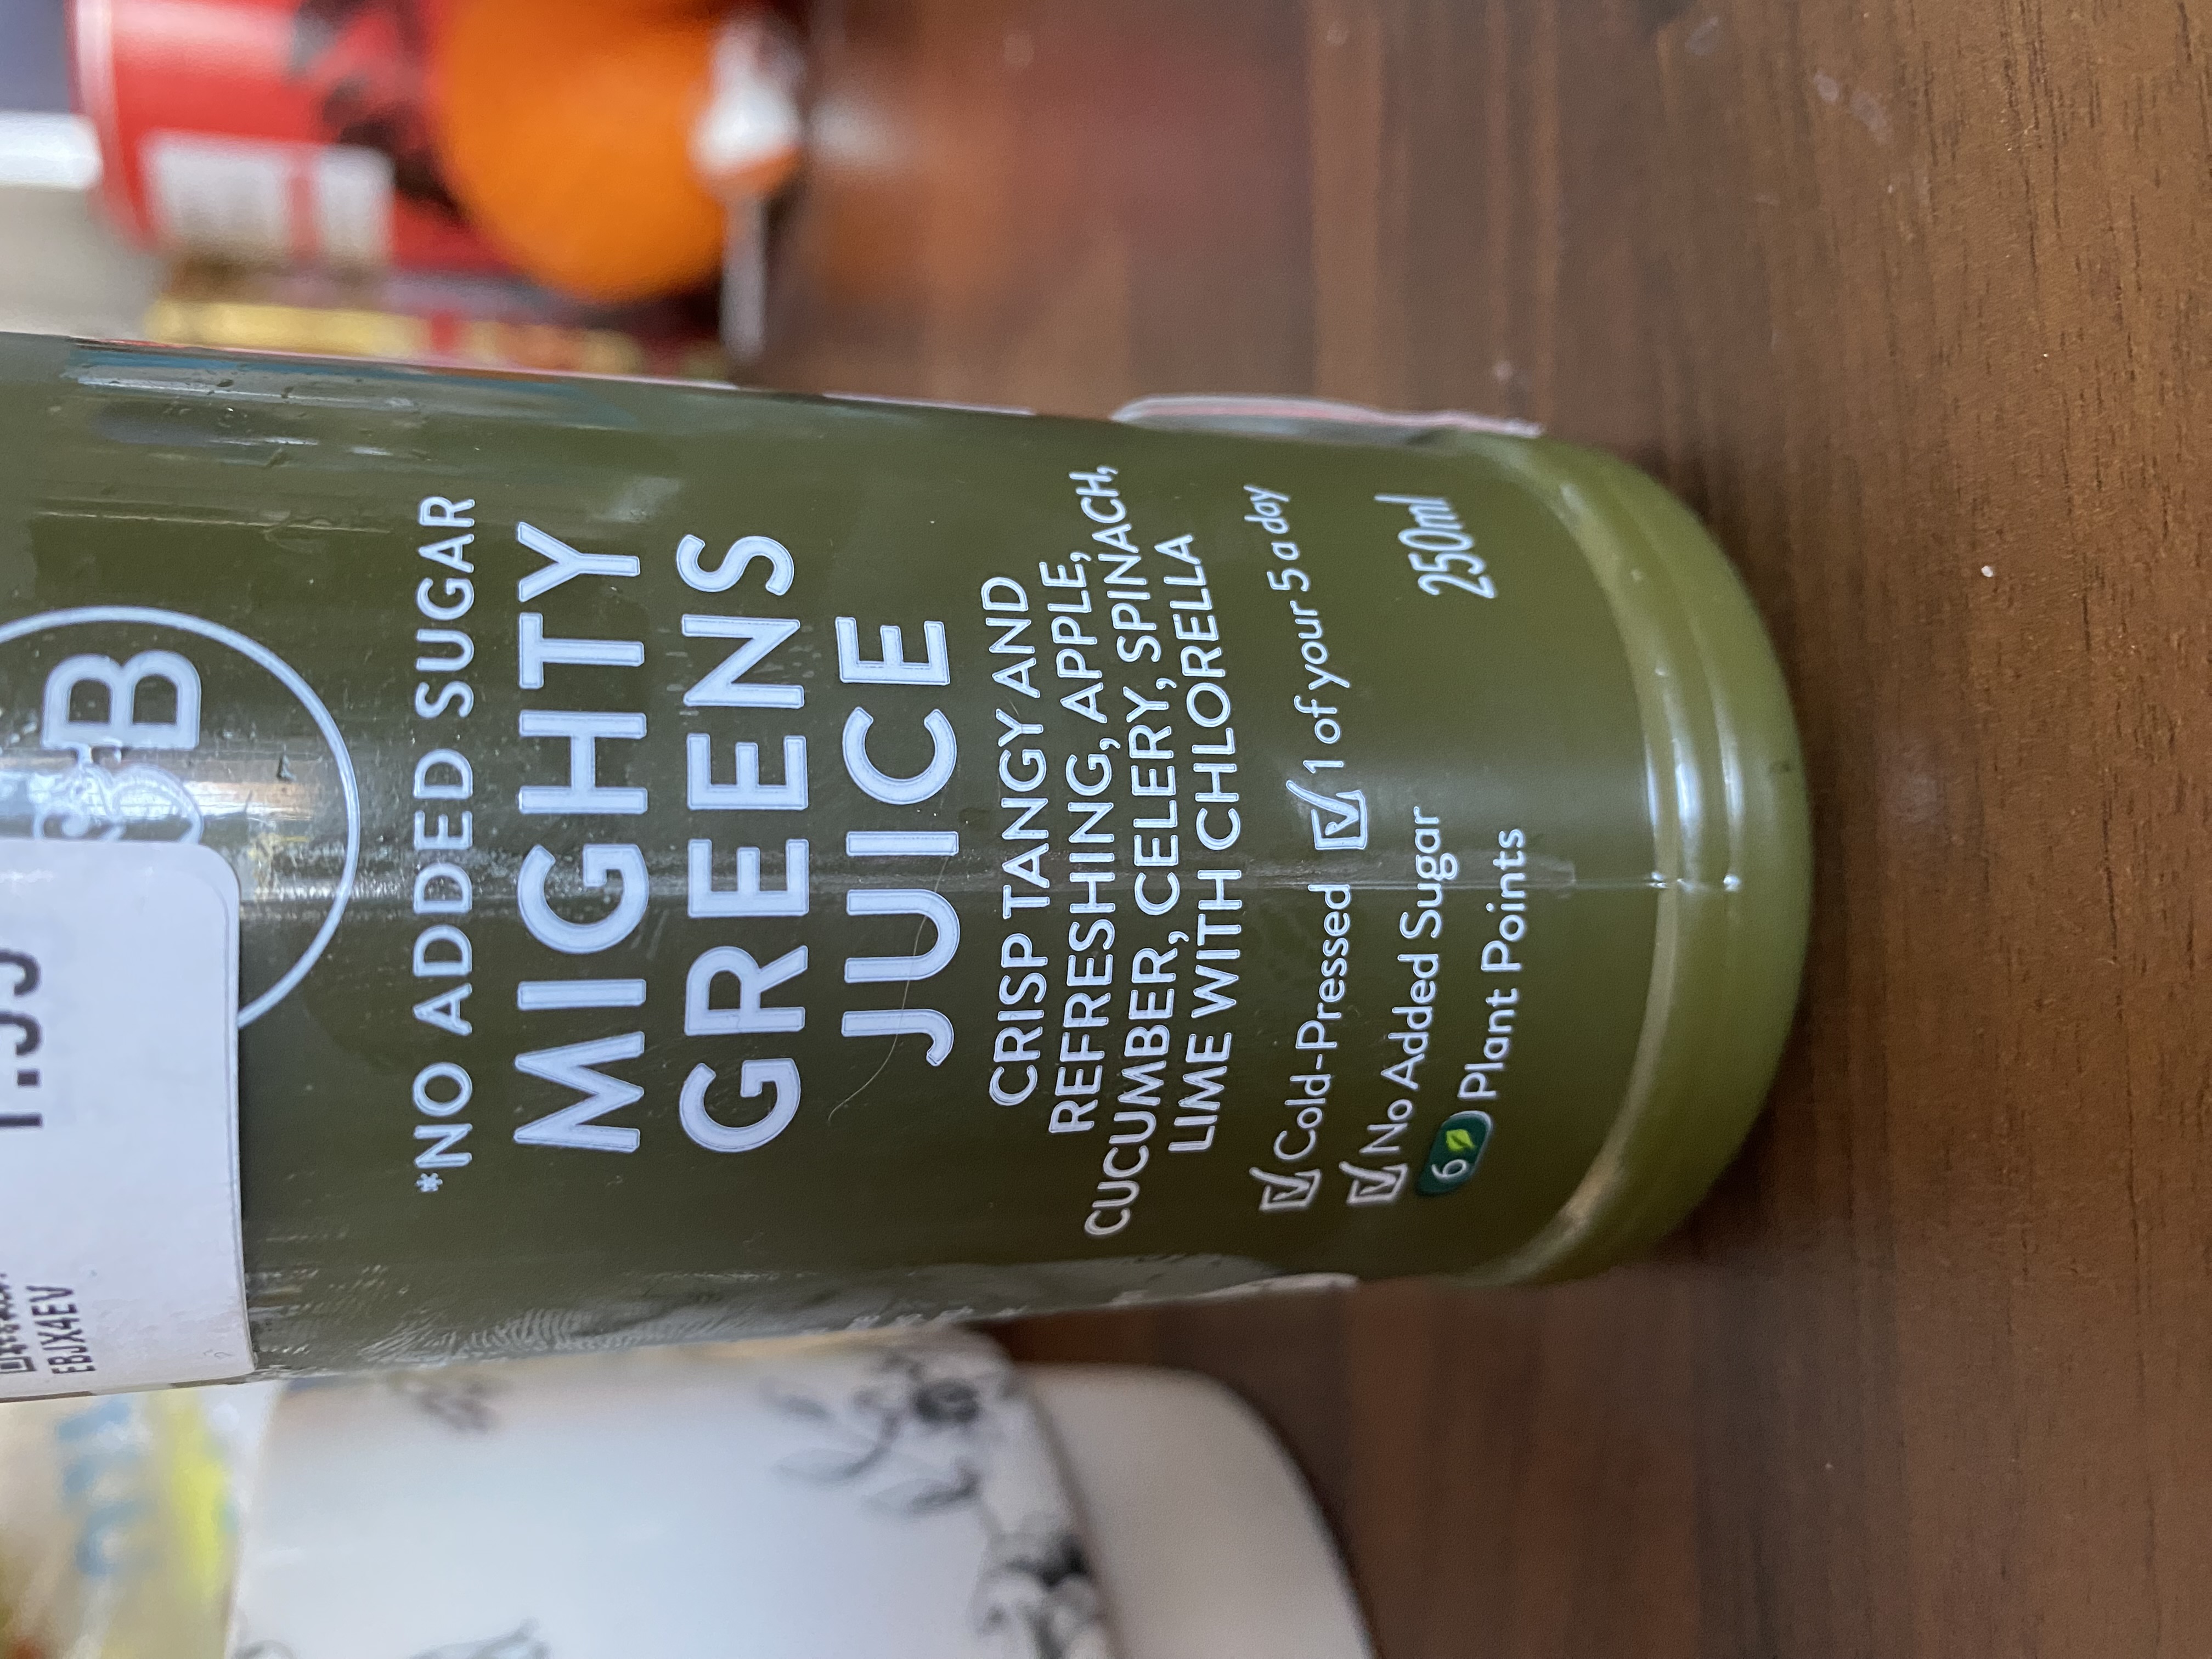 EBJX4EV
&B
*NO ADDED SUGAR
MIGHTY
GREENS
JUICE
CRISP TANGY AND
REFRESHING, APPLE,
CUCUMBER, CELERY, SPINACH,
LIME WITH CHLORELLA
Cold-Pressed 1 of your 5 a day
No Added Sugar
6 Plant Points
250ml